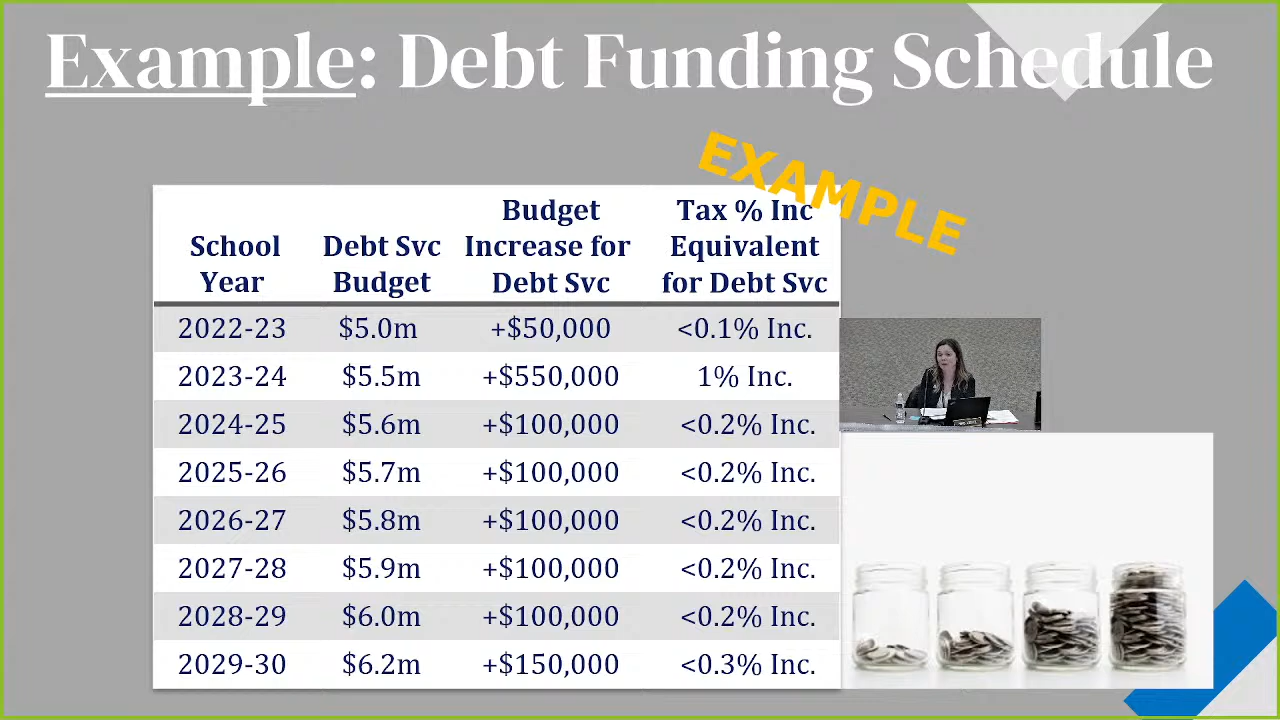 Example: Debt Funding Schedule
EXAMPLE
School Year Debt Svc Budget Budget Increase for Debt Svc Tax % Inc Equivalent for Debt Svc
2022-23 $5.0m +$50,000 <0.1% Inc.
2023-24 $5.5m +$550,000 1% Inc.
2024-25 $5.6m +$100,000 <0.2% Inc.
2025-26 $5.7m +$100,000 <0.2% Inc.
2026-27 $5.8m +$100,000 <0.2% Inc.
2027-28 $5.9m +$100,000 <0.2% Inc.
2028-29 $6.0m +$100,000 <0.2% Inc.
2029-30 $6.2m +$150,000 <0.3% Inc.